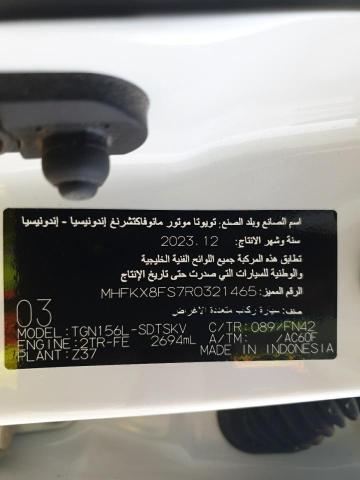 اسم الصانع وبلد الصنع: تويوتا موتور مانوفاكتشرنغ إندونيسيا - إندونيسيا
سنة وشهر الانتاج: 2023.12
تطابق هذه المركبة جميع اللوائح الفنية الخليجية
والوطنية للسيارات التي صدرت حتى تاريخ الإنتاج
الرقم المميز: MHFKX8FS7R0321465
صنف: سيارة ركاب متعددة الاغراض
03
MODEL: TGN156L-SDTSKV C/TR: 089/FN42
ENGINE: 2TR-FE 2694mL A/TM: /AC60F
PLANT: Z37 MADE IN INDONESIA